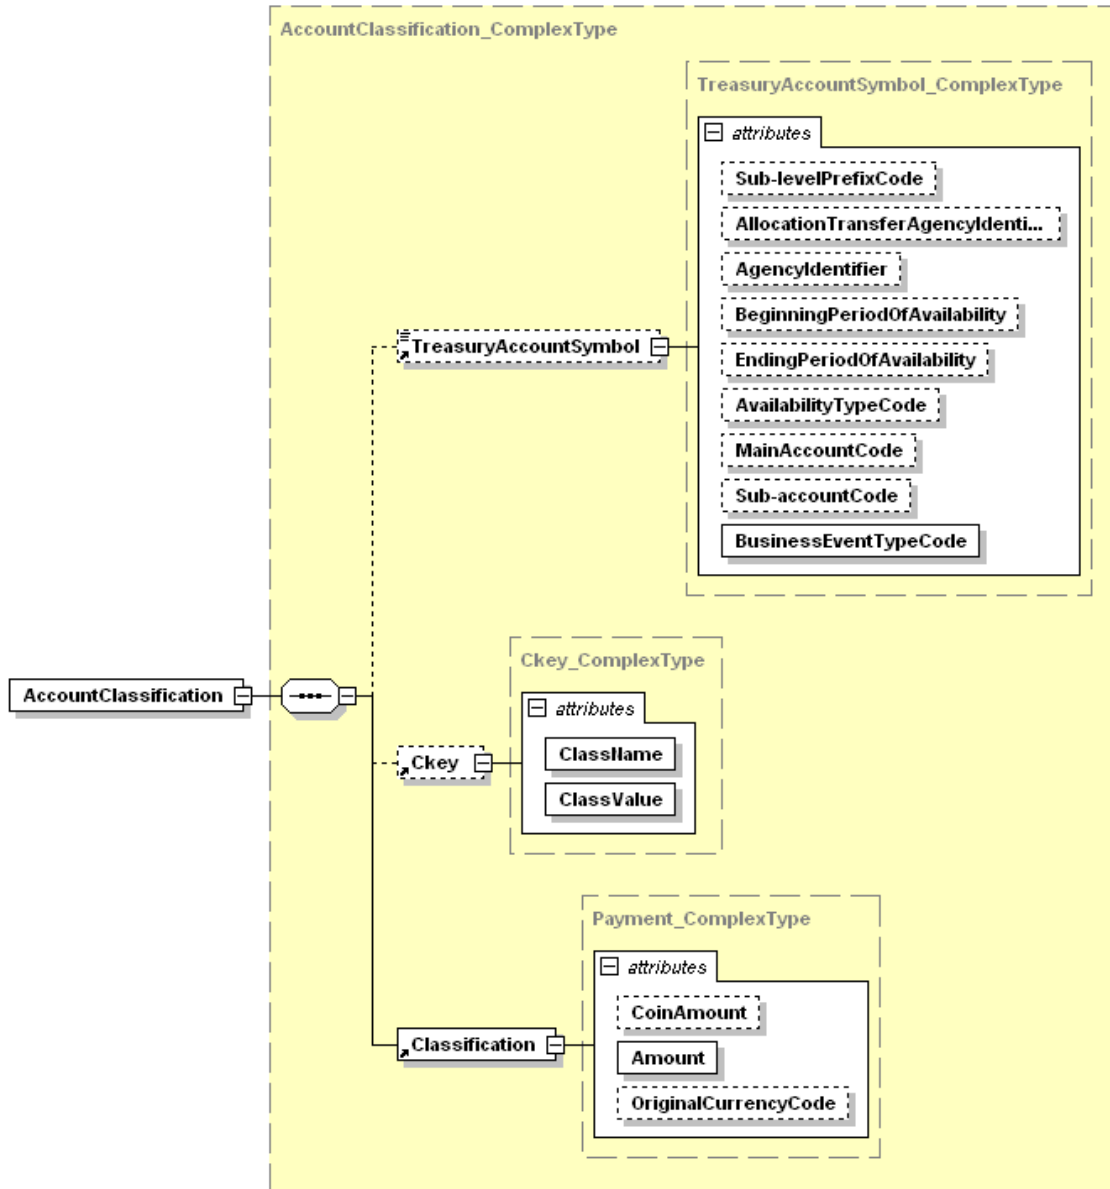 AccountClassification_ComplexType
TreasuryAccountSymbol_ComplexType
attributes
Sub-levelPrefixCode
AllocationTransferAgencyIdenti...
AgencyIdentifier
BeginningPeriodOfAvailability
EndingPeriodOfAvailability
AvailabilityTypeCode
MainAccountCode
Sub-accountCode
BusinessEventTypeCode
TreasuryAccountSymbol
AccountClassification
Ckey_ComplexType
attributes
ClassName
ClassValue
Ckey
Payment_ComplexType
attributes
CoinAmount
Amount
OriginalCurrencyCode
Classification